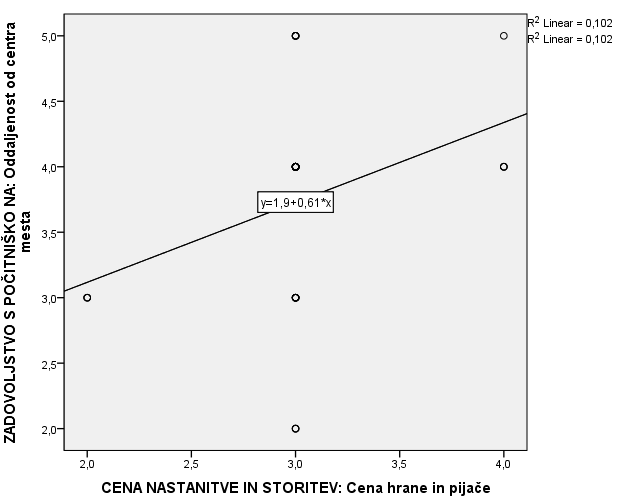 R² Linear = 0,102
R² Linear = 0,102
ZADOVOLJSTVO S POČITNIŠKO NA: Oddaljenost od centra
mesta
5,0
4,5
4,0
3,5
3,0
2,5
2,0
y=1,9+0,61*x
2,0 2,5 3,0 3,5 4,0
CENA NASTANITVE IN STORITEV: Cena hrane in pijače